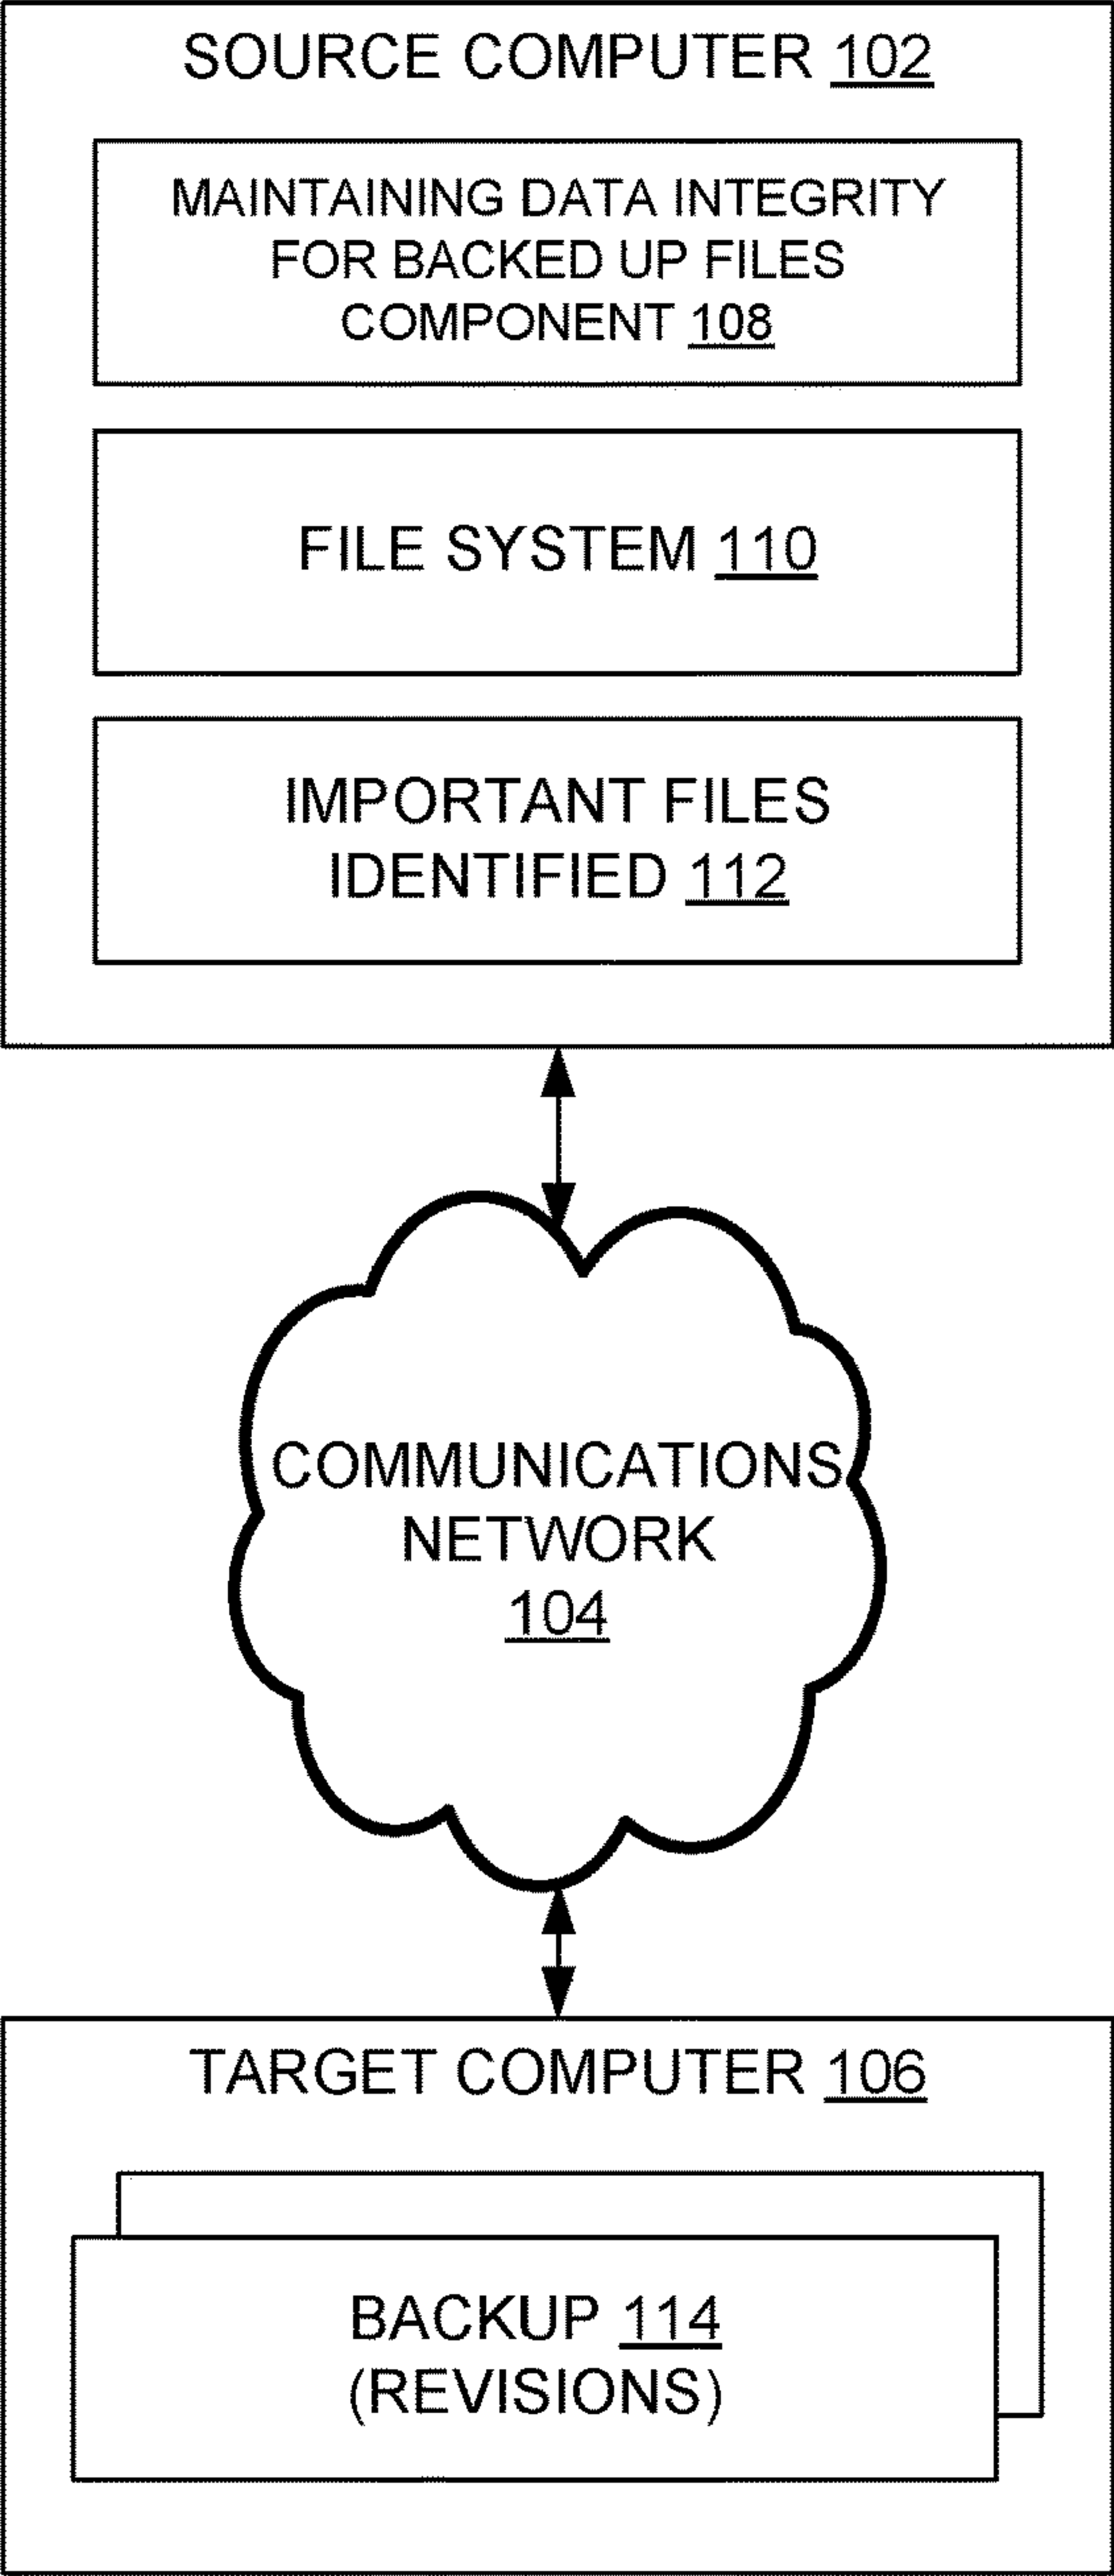 SOURCE COMPUTER 102
MAINTAINING DATA INTEGRITY
FOR BACKED UP FILES
COMPONENT 108
FILE SYSTEM 110
IMPORTANT FILES
IDENTIFIED 112
COMMUNICATIONS
NETWORK
104
TARGET COMPUTER 106
BACKUP 114
(REVISIONS)